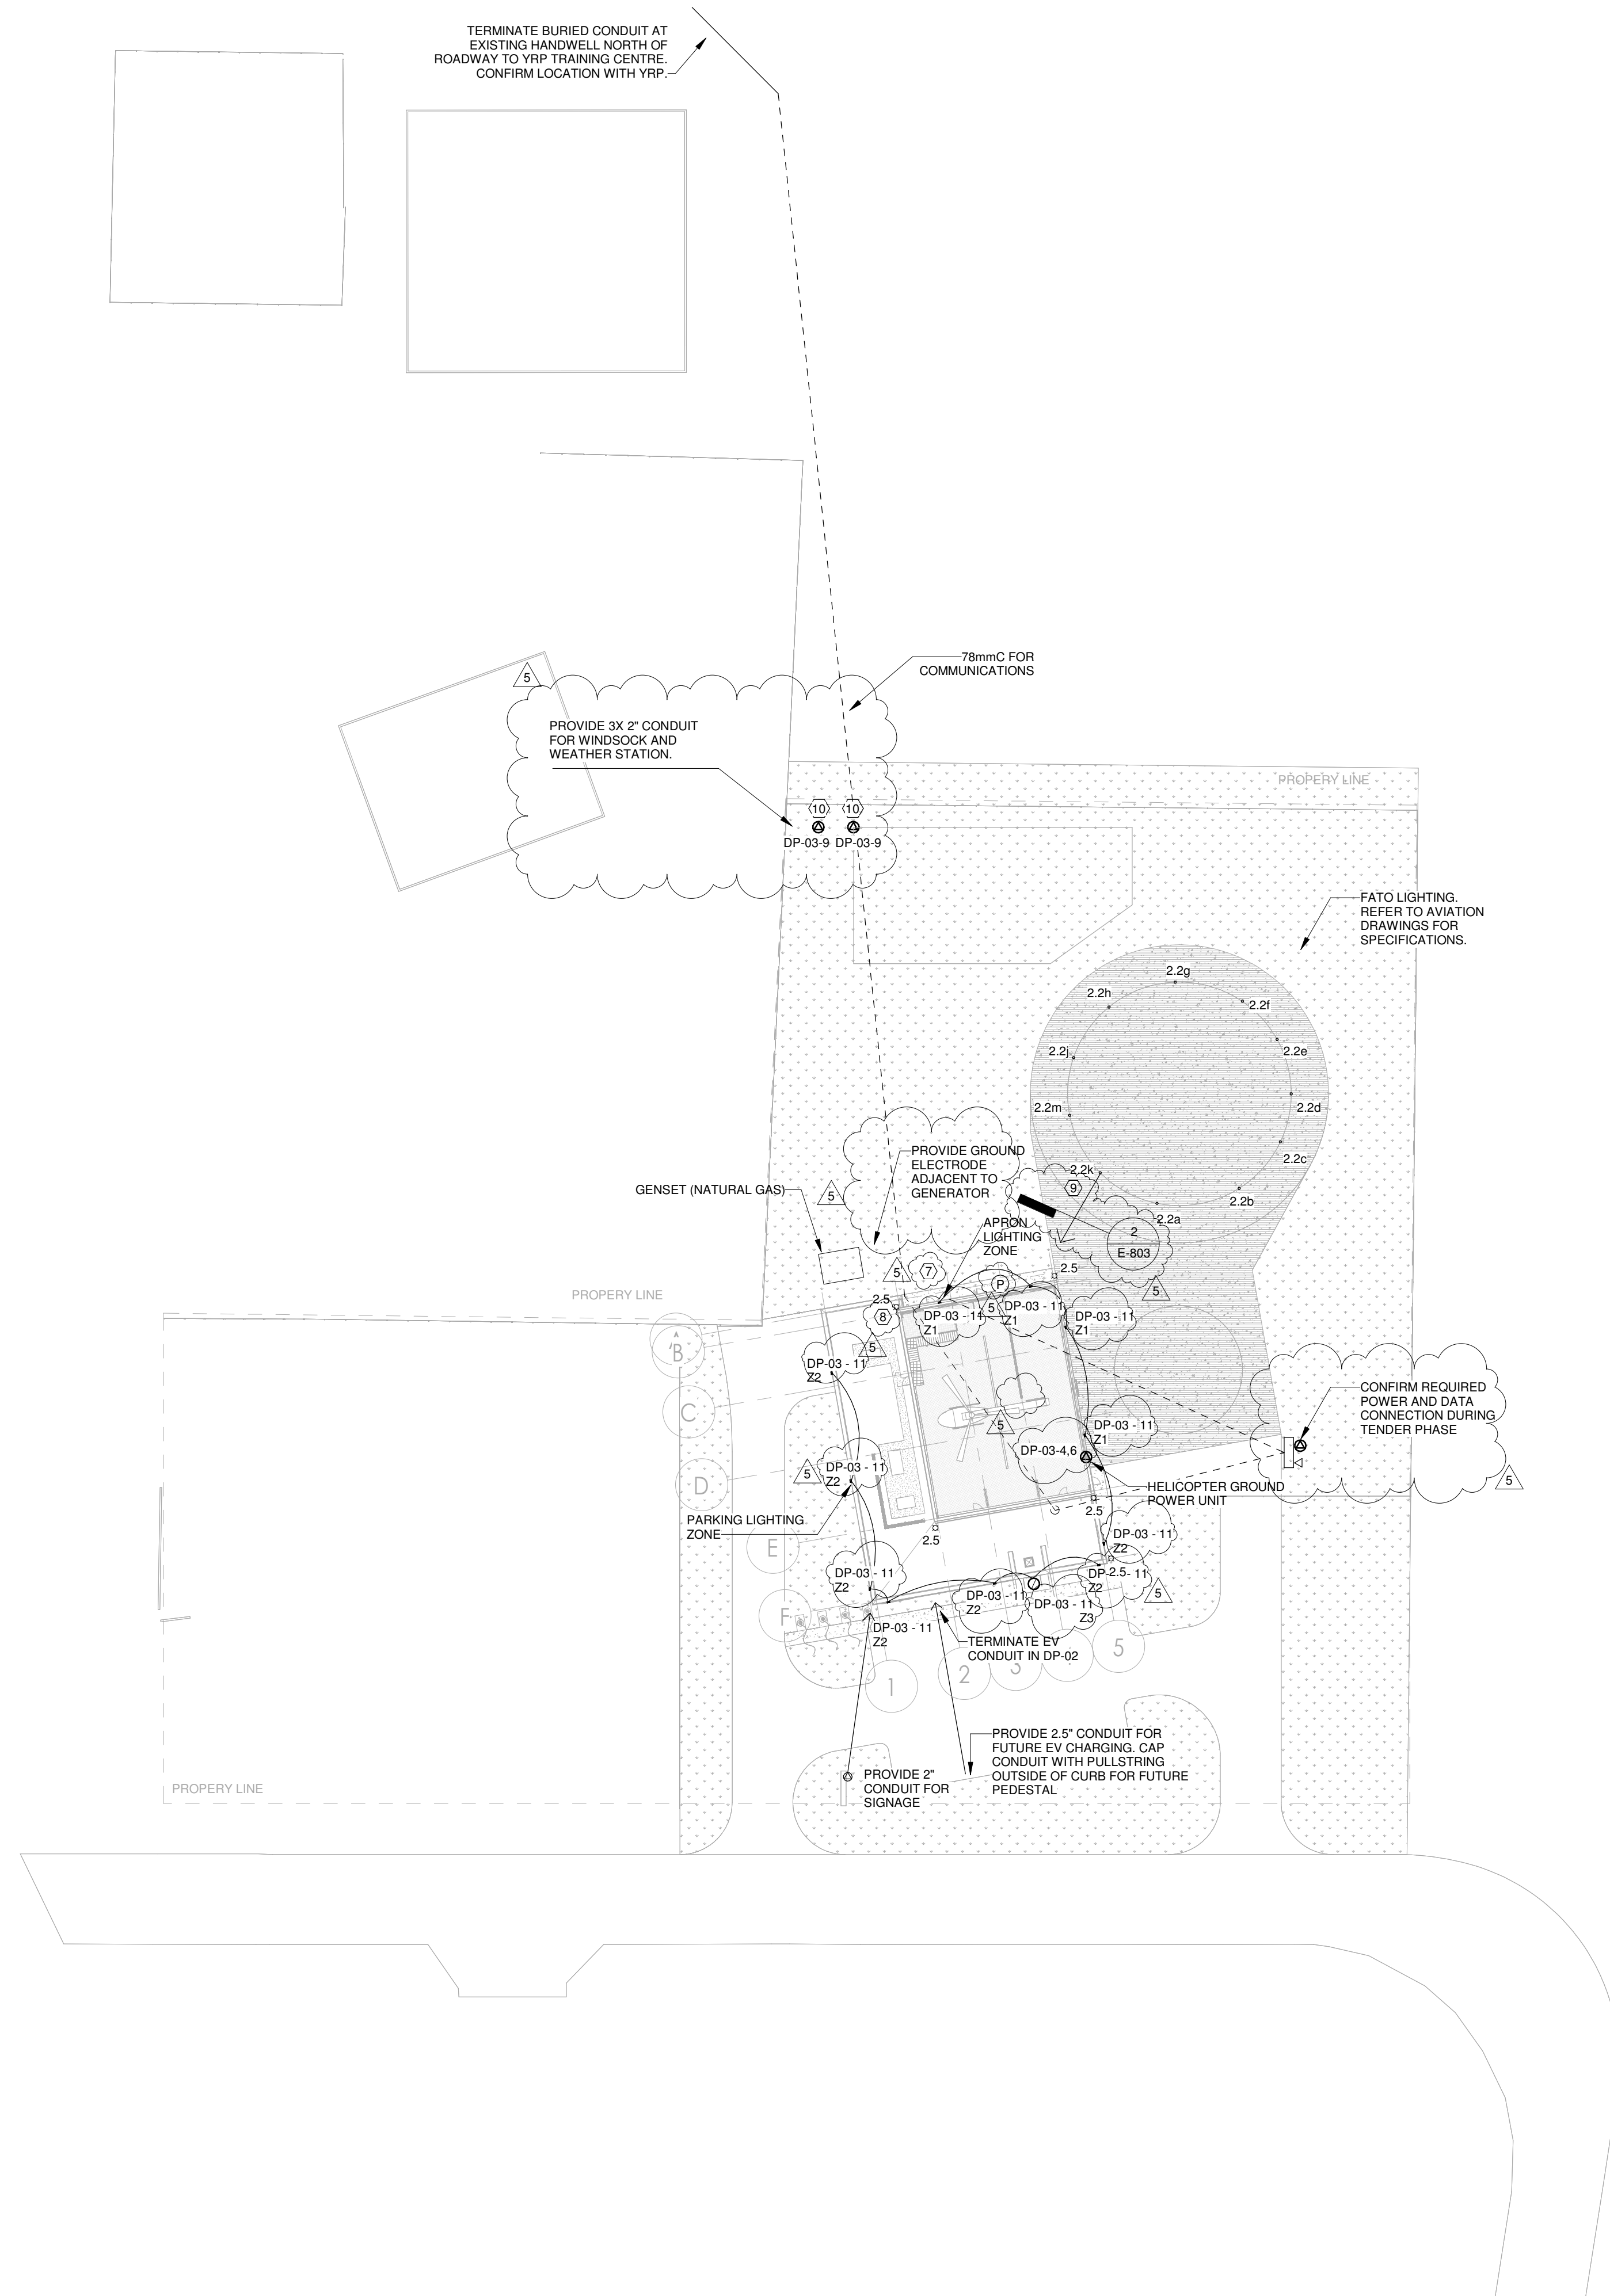 TERMINATE BURIED CONDUIT AT
EXISTING HANDWELL NORTH OF
ROADWAY TO YRP TRAINING CENTRE.
CONFIRM LOCATION WITH YRP.
78mmC FOR
COMMUNICATIONS
5
PROVIDE 3X 2" CONDUIT
FOR WINDSOCK AND
WEATHER STATION.
PROPERY LINE
10
10
DP-03-9
DP-03-9
FATO LIGHTING.
REFER TO AVIATION
DRAWINGS FOR
SPECIFICATIONS.
2.2g
2.2h
2.2f
2.2j
2.2e
2.2m
2.2d
2.2c
2.2k
2.2b
2.2a
PROVIDE GROUND
ELECTRODE
ADJACENT TO
GENERATOR
9
GENSET (NATURAL GAS)
5
APRON
LIGHTING
ZONE
2
E-803
5
7
P
2.5
5
PROPERY LINE
2.5
8
5
DP-03 - 11
Z1
5
DP-03 - 11
Z1
DP-03 - 11
Z1
A
B
DP-03 - 11
Z2
C
CONFIRM REQUIRED
POWER AND DATA
CONNECTION DURING
TENDER PHASE
5
DP-03 - 11
Z1
DP-03-4,6
5
DP-03 - 11
Z2
D
HELICOPTER GROUND
POWER UNIT
5
2.5
PARKING LIGHTING
ZONE
2.5
DP-03 - 11
Z2
E
DP-03 - 11
Z2
DP-03 - 11
Z2
2.5
5
DP-03 - 11
Z2
DP-03 - 11
Z3
F
DP-03 - 11
Z2
TERMINATE EV
CONDUIT IN DP-02
1
2
3
5
PROVIDE 2.5" CONDUIT FOR
FUTURE EV CHARGING. CAP
CONDUIT WITH PULLSTRING
OUTSIDE OF CURB FOR FUTURE
PEDESTAL
PROVIDE 2"
CONDUIT FOR
SIGNAGE
PROPERY LINE